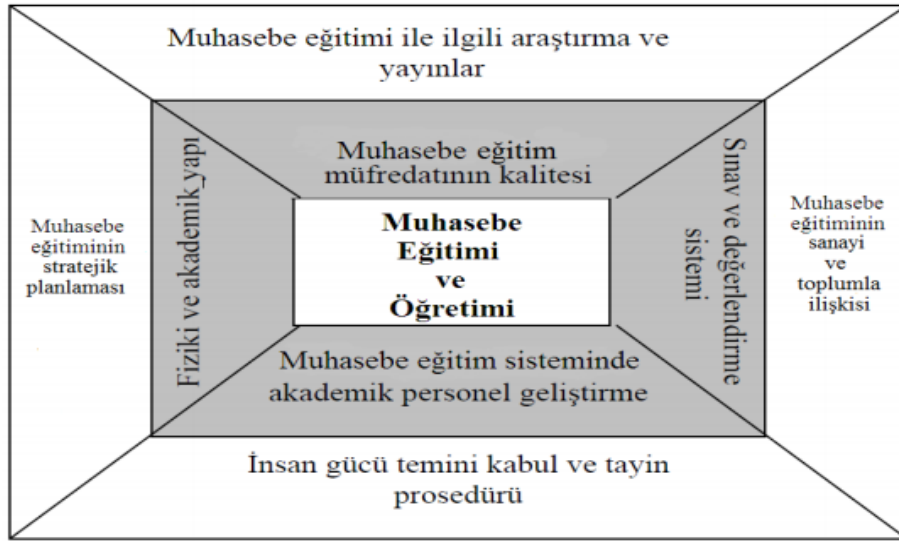 Muhasebe eğitimi ile ilgili araştırma ve
yayınlar
Muhasebe eğitim
müfredatının kalitesi
Muhasebe
eğitiminin
stratejik
planlaması
Fiziki ve akademik yapı
Muhasebe
Eğitimi
ve
Öğretimi
Sınav ve değerlendirme
sistemi
Muhasebe
eğitiminin
sanayi
ve
toplumla
ilişkisi
Muhasebe eğitim sisteminde
akademik personel geliştirme
İnsan gücü temini kabul ve tayin
prosedürü